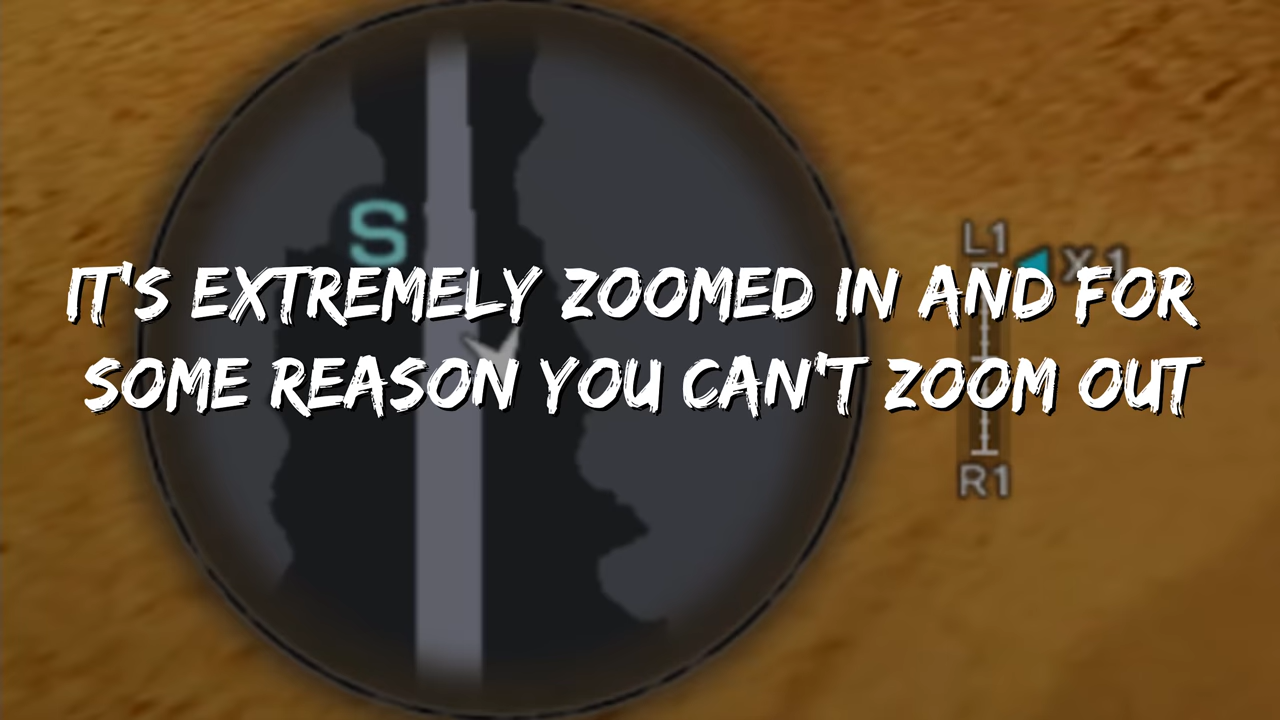 S
L1
X1
IT'S EXTREMELY ZOOMED IN AND FOR
SOME REASON YOU CAN'T ZOOM OUT
R1